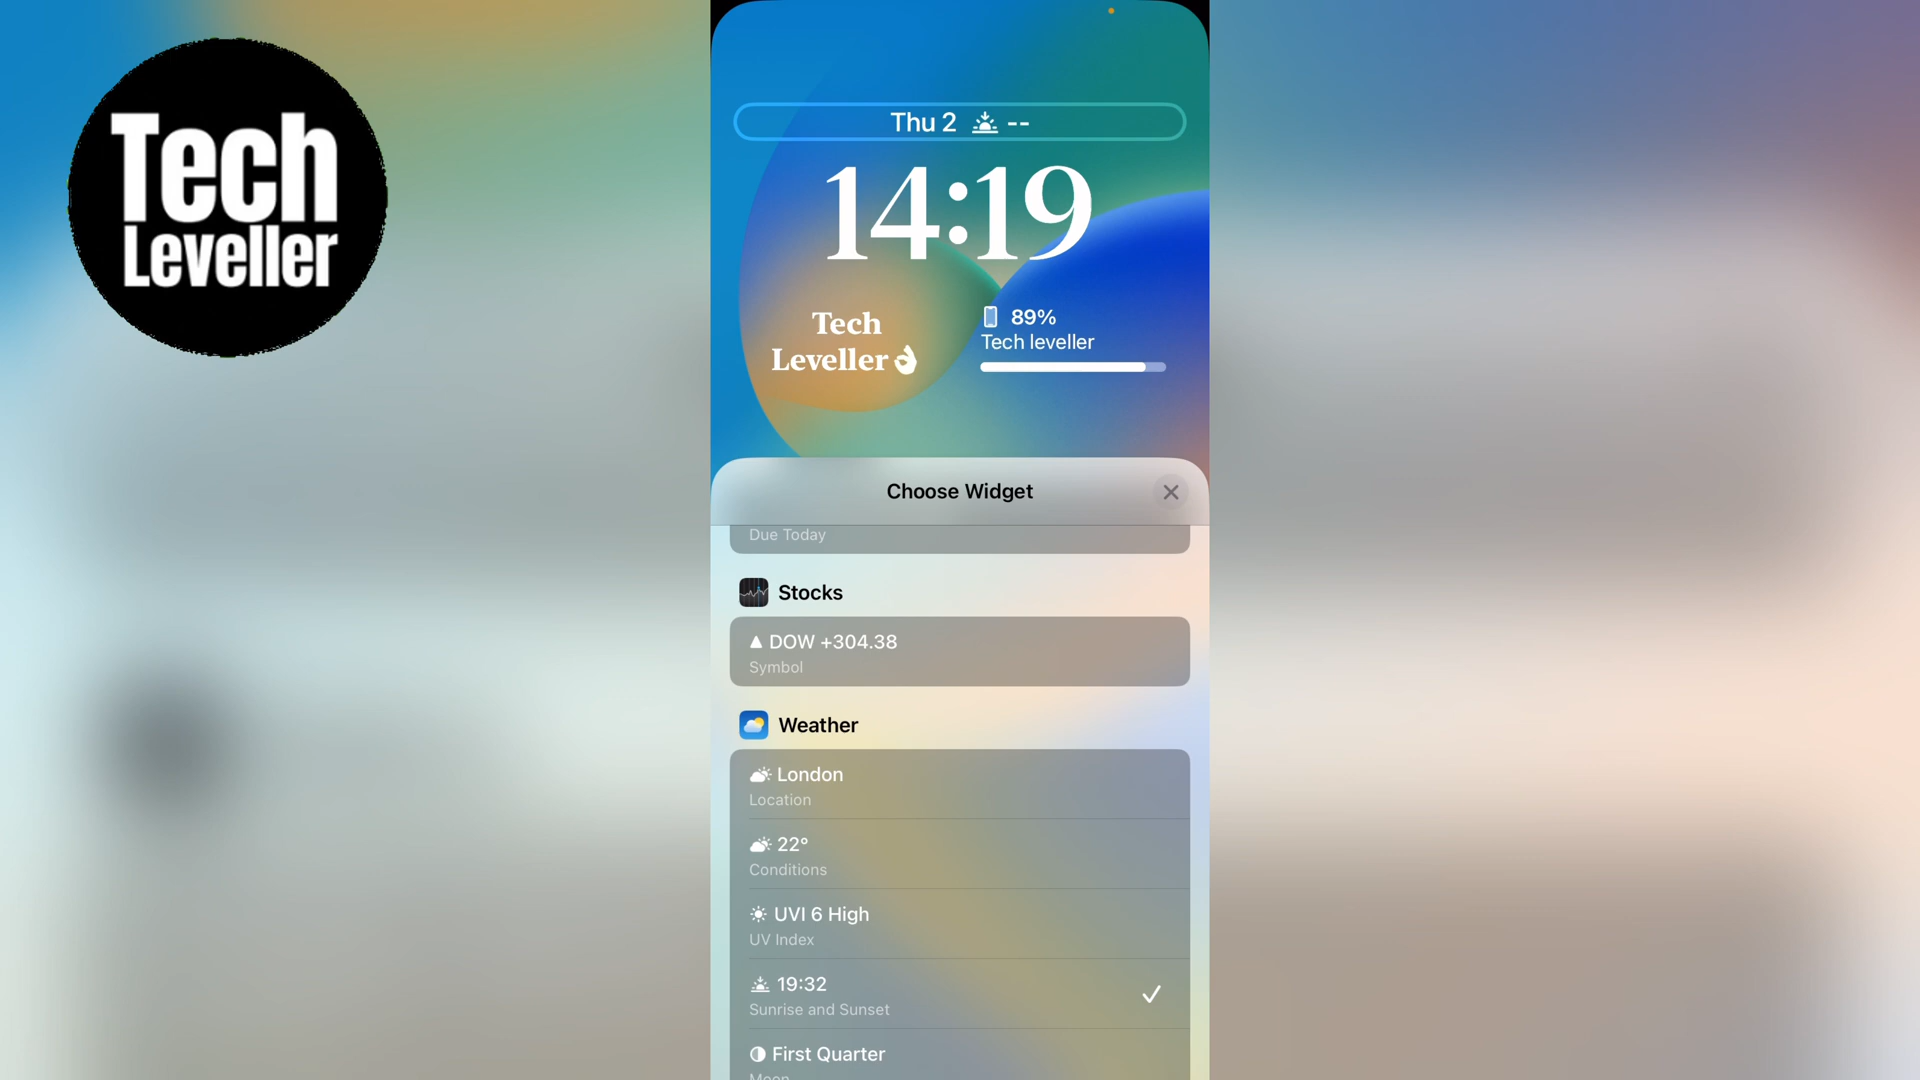 Tech
Leveller
Thu 2 --
14:19
Tech
Leveller👌
89%
Tech leveller
Choose Widget
Due Today
Stocks
▲ DOW +304.38
Symbol
Weather
London
Location
22°
Conditions
UVI 6 High
UV Index
19:32
Sunrise and Sunset
First Quarter
Moon